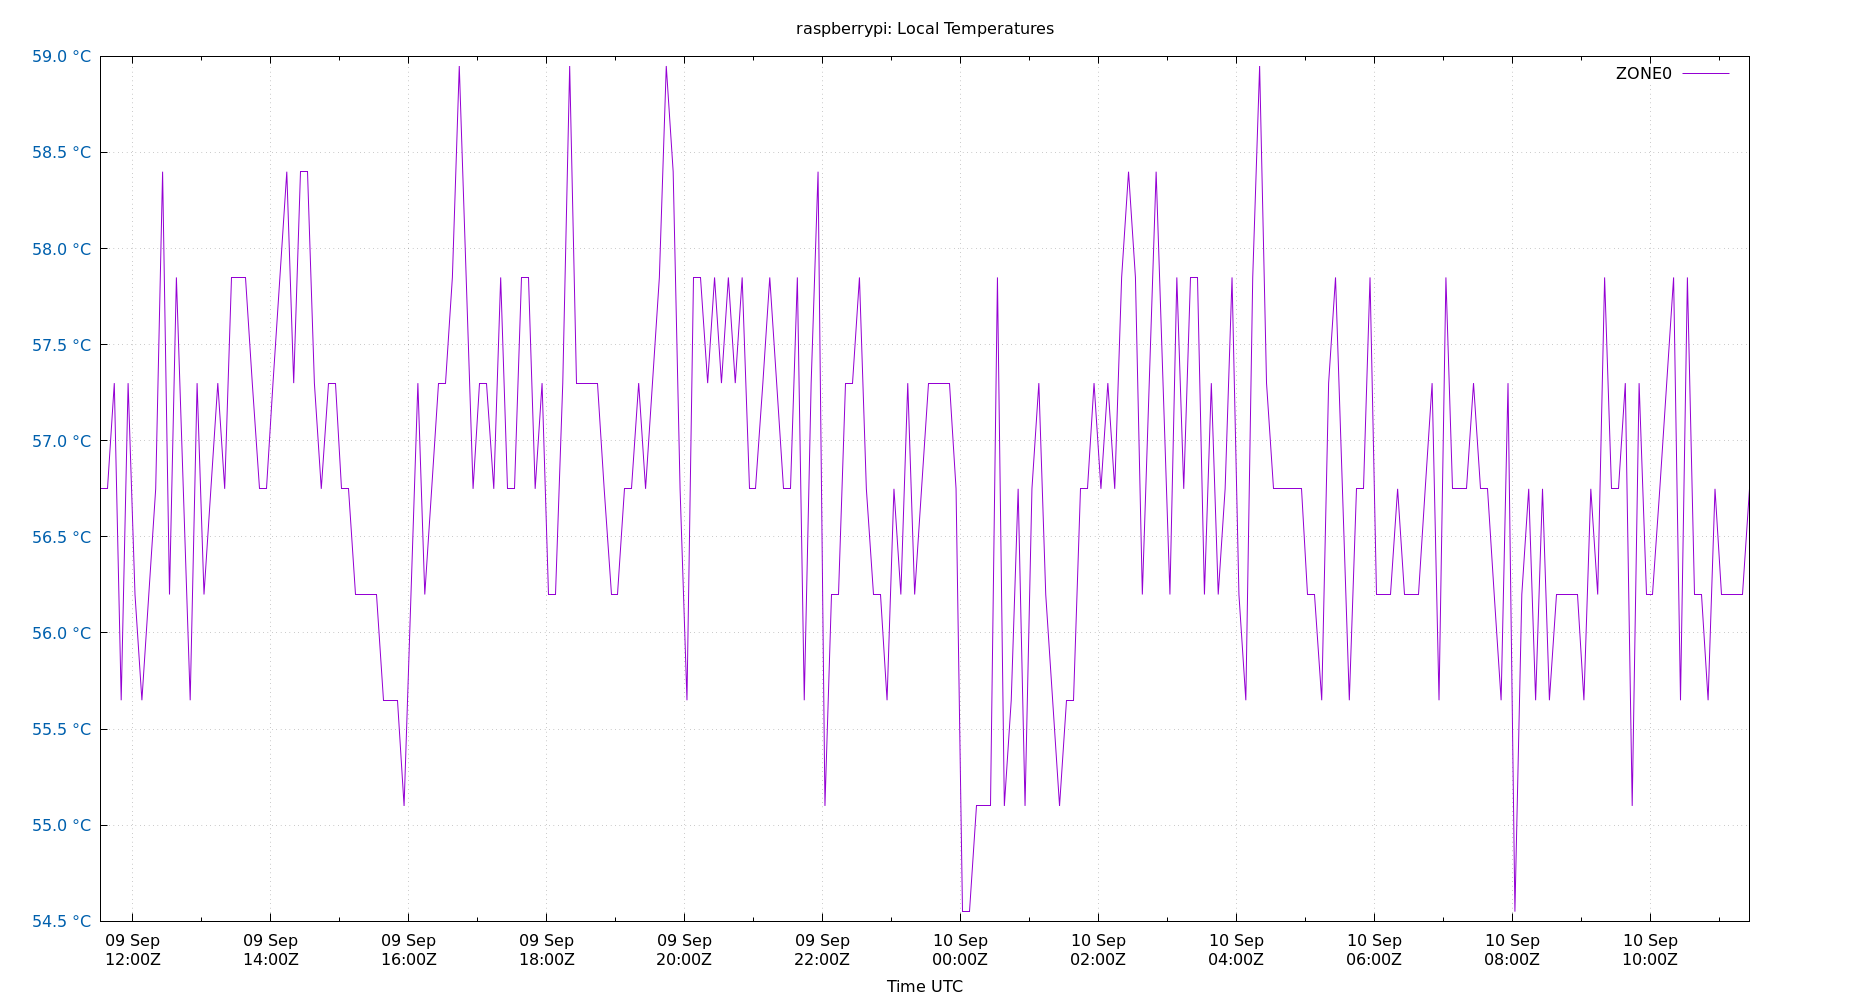 raspberrypi: Local Temperatures
59.0 °C
ZONE0
58.5 °C
58.0 °C
57.5 °C
57.0 °C
56.5 °C
56.0 °C
55.5 °C
55.0 °C
54.5 °C
09 Sep 09 Sep 09 Sep 09 Sep 09 Sep 09 Sep 10 Sep 10 Sep 10 Sep 10 Sep 10 Sep 10 Sep
12:00Z 14:00Z 16:00Z 18:00Z 20:00Z 22:00Z 00:00Z 02:00Z 04:00Z 06:00Z 08:00Z 10:00Z
Time UTC